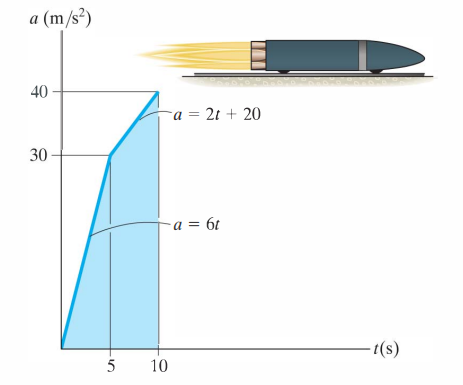 a (m/s²)
40
a = 2t + 20
30
a = 6t
t(s)
5
10